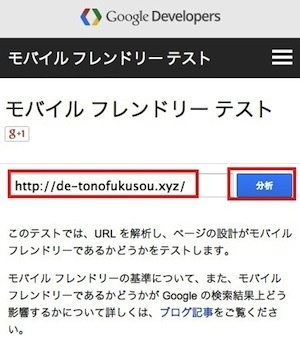 Google Developers
モバイル フレンドリー テスト
モバイル フレンドリー テスト
g+1
http://de-tonofukusou.xyz/
分析
このテストでは、URL を解析し、ページの設計がモバイル
フレンドリーであるかどうかをテストします。
モバイル フレンドリーの基準について、また、モバイル
フレンドリーであるかどうかが Google の検索結果上どう
影響するかについて詳しくは、ブログ記事をご覧くださ
い。